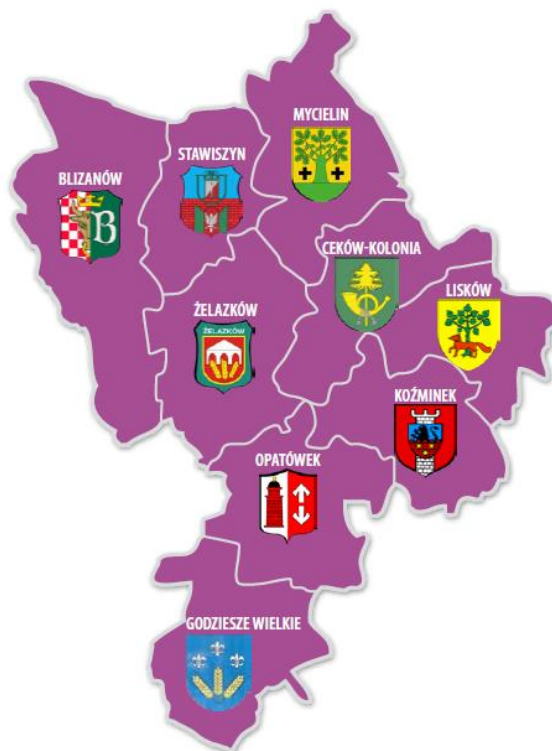 MYCIELIN
STAWISZYN
BLIZANÓW
B
CEKÓW-KOLONIA
LISKÓW
ŻELAZKÓW
ŻELAZKÓW
KOŹMINEK
OPATÓWEK
GODZIESZE WIELKIE